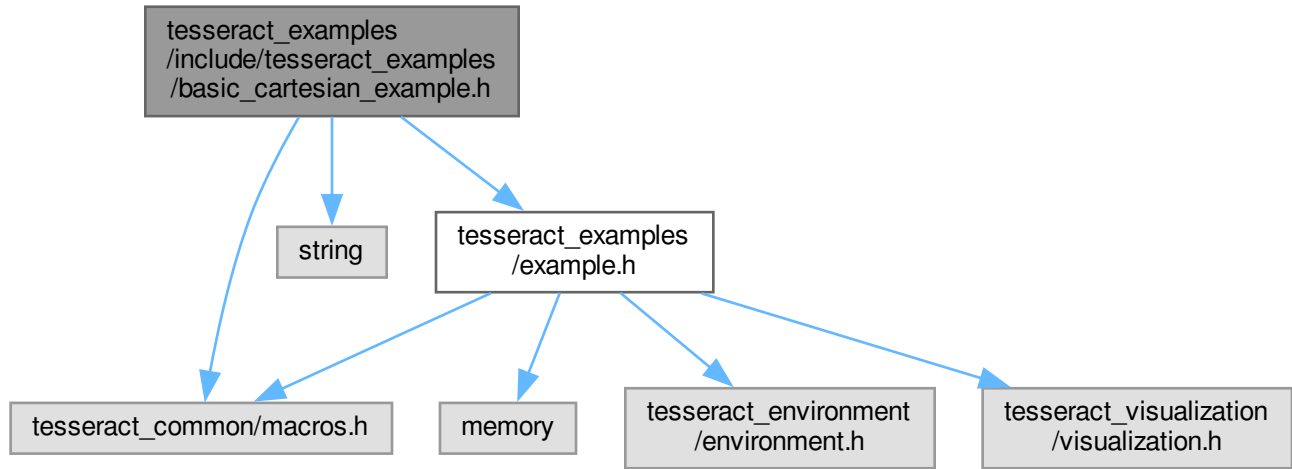 tesseract_examples
/include/tesseract_examples
/basic_cartesian_example.h
string
tesseract_examples
/example.h
tesseract_common/macros.h
memory
tesseract_environment
/environment.h
tesseract_visualization
/visualization.h